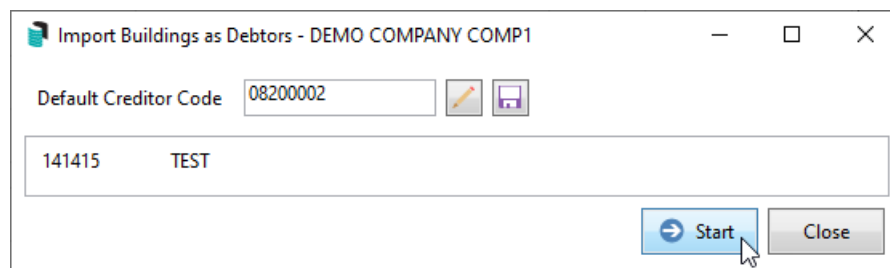 Import Buildings as Debtors - DEMO COMPANY COMP1
Default Creditor Code 08200002
141415 TEST
Start Close